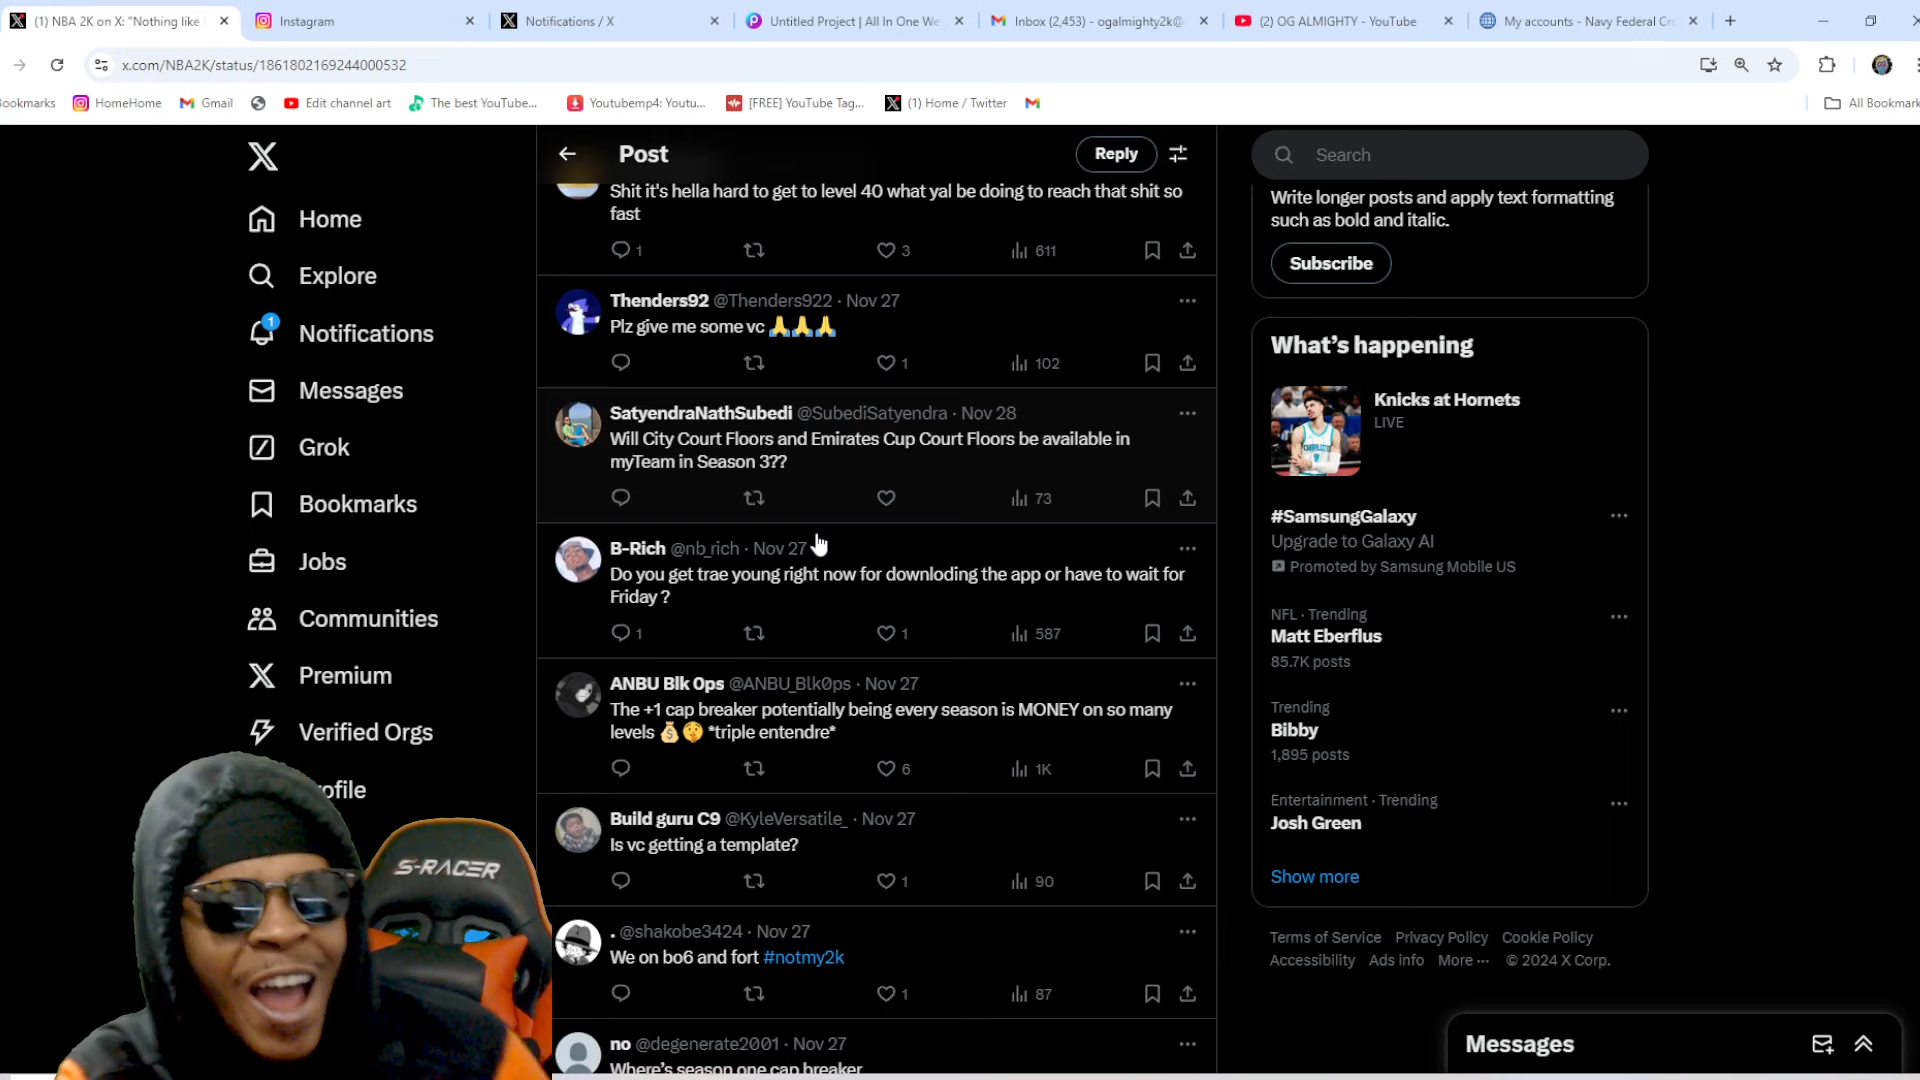 (1) NBA 2K on X: "Nothing like
Instagram
Notifications / X
Untitled Project | All In One We
Inbox (2,453) - ogalmighty2k@
(2) OG ALMIGHTY - YouTube
My accounts - Navy Federal Cr
x.com/NBA2K/status/1861802169244000532
Bookmarks
HomeHome
Gmail
Edit channel art
The best YouTube...
Youtubemp4: Youtu...
[FREE] YouTube Tag...
(1) Home / Twitter
All Bookmark
Home
Explore
1
Notifications
Messages
Grok
Bookmarks
Jobs
Communities
Premium
Verified Orgs
ofile
S-RACER
Post
Reply
Shit it's hella hard to get to level 40 what yal be doing to reach that shit so
fast
1 3 611
Thenders92 @Thenders922 · Nov 27
Plz give me some vc 🙏🙏🙏
1 102
SatyendraNathSubedi @SubediSatyendra · Nov 28
Will City Court Floors and Emirates Cup Court Floors be available in
myTeam in Season 3??
73
B-Rich @nb_rich · Nov 27
Do you get trae young right now for downloding the app or have to wait for
Friday ?
1 1 587
ANBU Blk 0ps @ANBU_Blk0ps · Nov 27
The +1 cap breaker potentially being every season is MONEY on so many
levels 💰🤫 *triple entendre*
6 1K
Build guru C9 @KyleVersatile_ · Nov 27
Is vc getting a template?
1 90
. @shakobe3424 · Nov 27
We on bo6 and fort #notmy2k
1 87
no @degenerate2001 · Nov 27
Where's season one cap breaker
Search
Write longer posts and apply text formatting
such as bold and italic.
Subscribe
What's happening
Knicks at Hornets
LIVE
#SamsungGalaxy
Upgrade to Galaxy AI
Promoted by Samsung Mobile US
NFL · Trending
Matt Eberflus
85.7K posts
Trending
Bibby
1,895 posts
Entertainment · Trending
Josh Green
Show more
Terms of Service Privacy Policy Cookie Policy
Accessibility Ads info More ··· © 2024 X Corp.
Messages